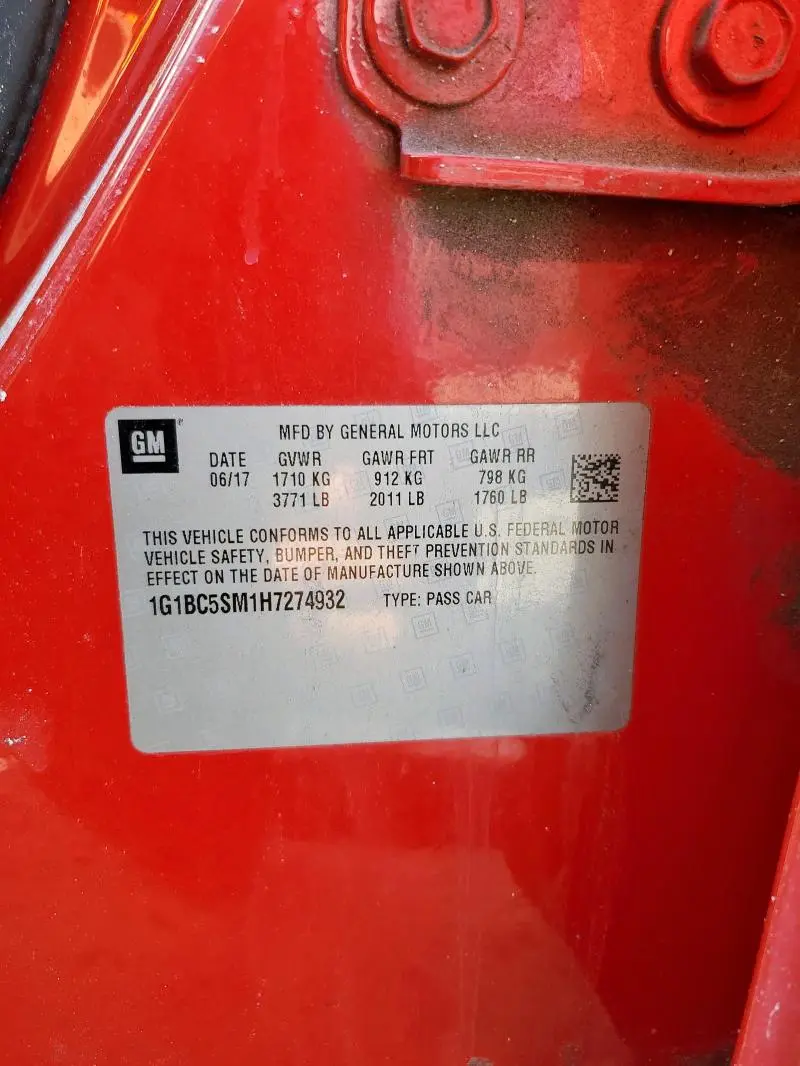 GM
MFD BY GENERAL MOTORS LLC
DATE GVWR GAWR FRT GAWR RR
06/17 1710 KG 912 KG 798 KG
3771 LB 2011 LB 1760 LB
THIS VEHICLE CONFORMS TO ALL APPLICABLE U.S. FEDERAL MOTOR
VEHICLE SAFETY, BUMPER, AND THEFT PREVENTION STANDARDS IN
EFFECT ON THE DATE OF MANUFACTURE SHOWN ABOVE.
1G1BC5SM1H7274932 TYPE: PASS CAR